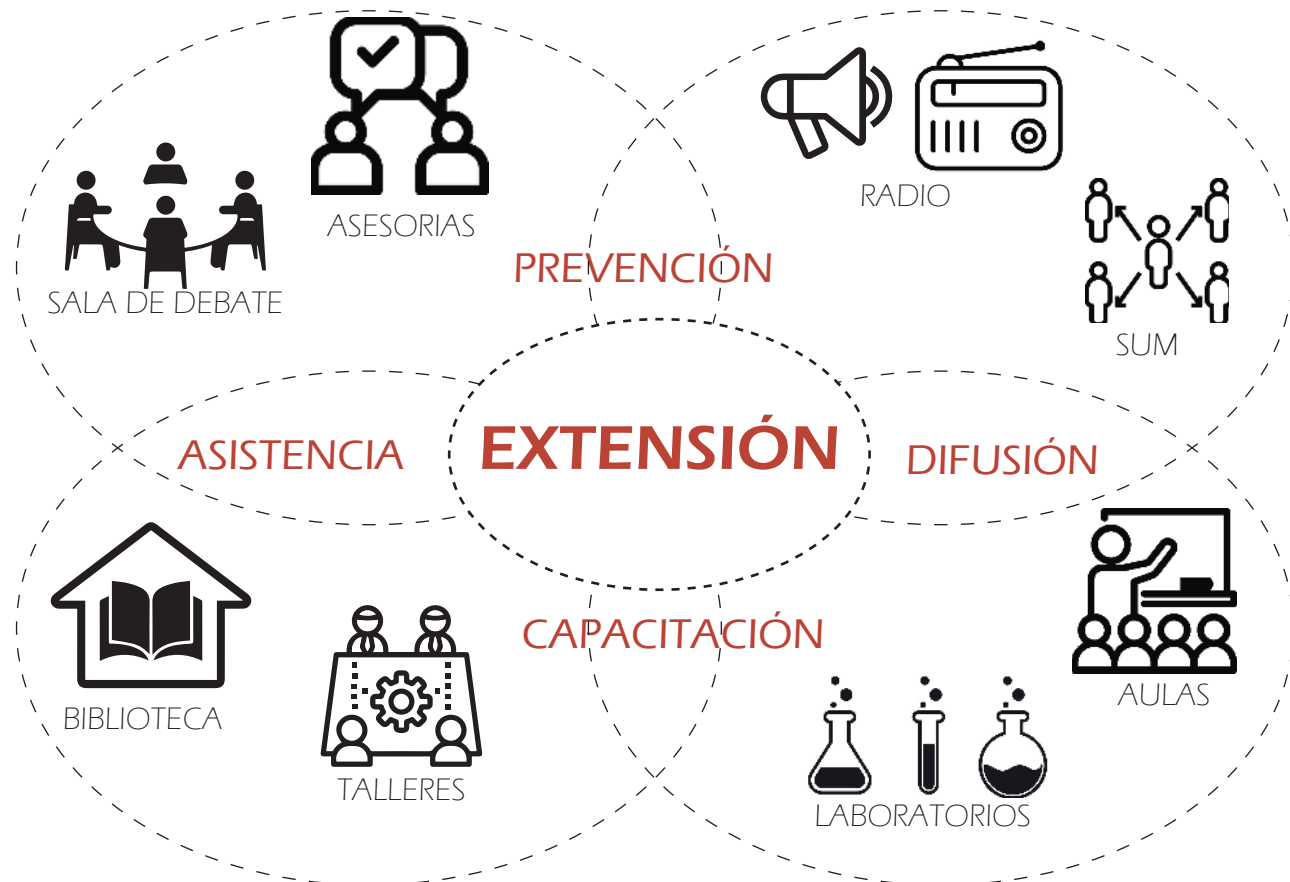 ASESORIAS
RADIO
SALA DE DEBATE
PREVENCIÓN
SUM
ASISTENCIA
EXTENSIÓN
DIFUSIÓN
CAPACITACIÓN
BIBLIOTECA
AULAS
TALLERES
LABORATORIOS